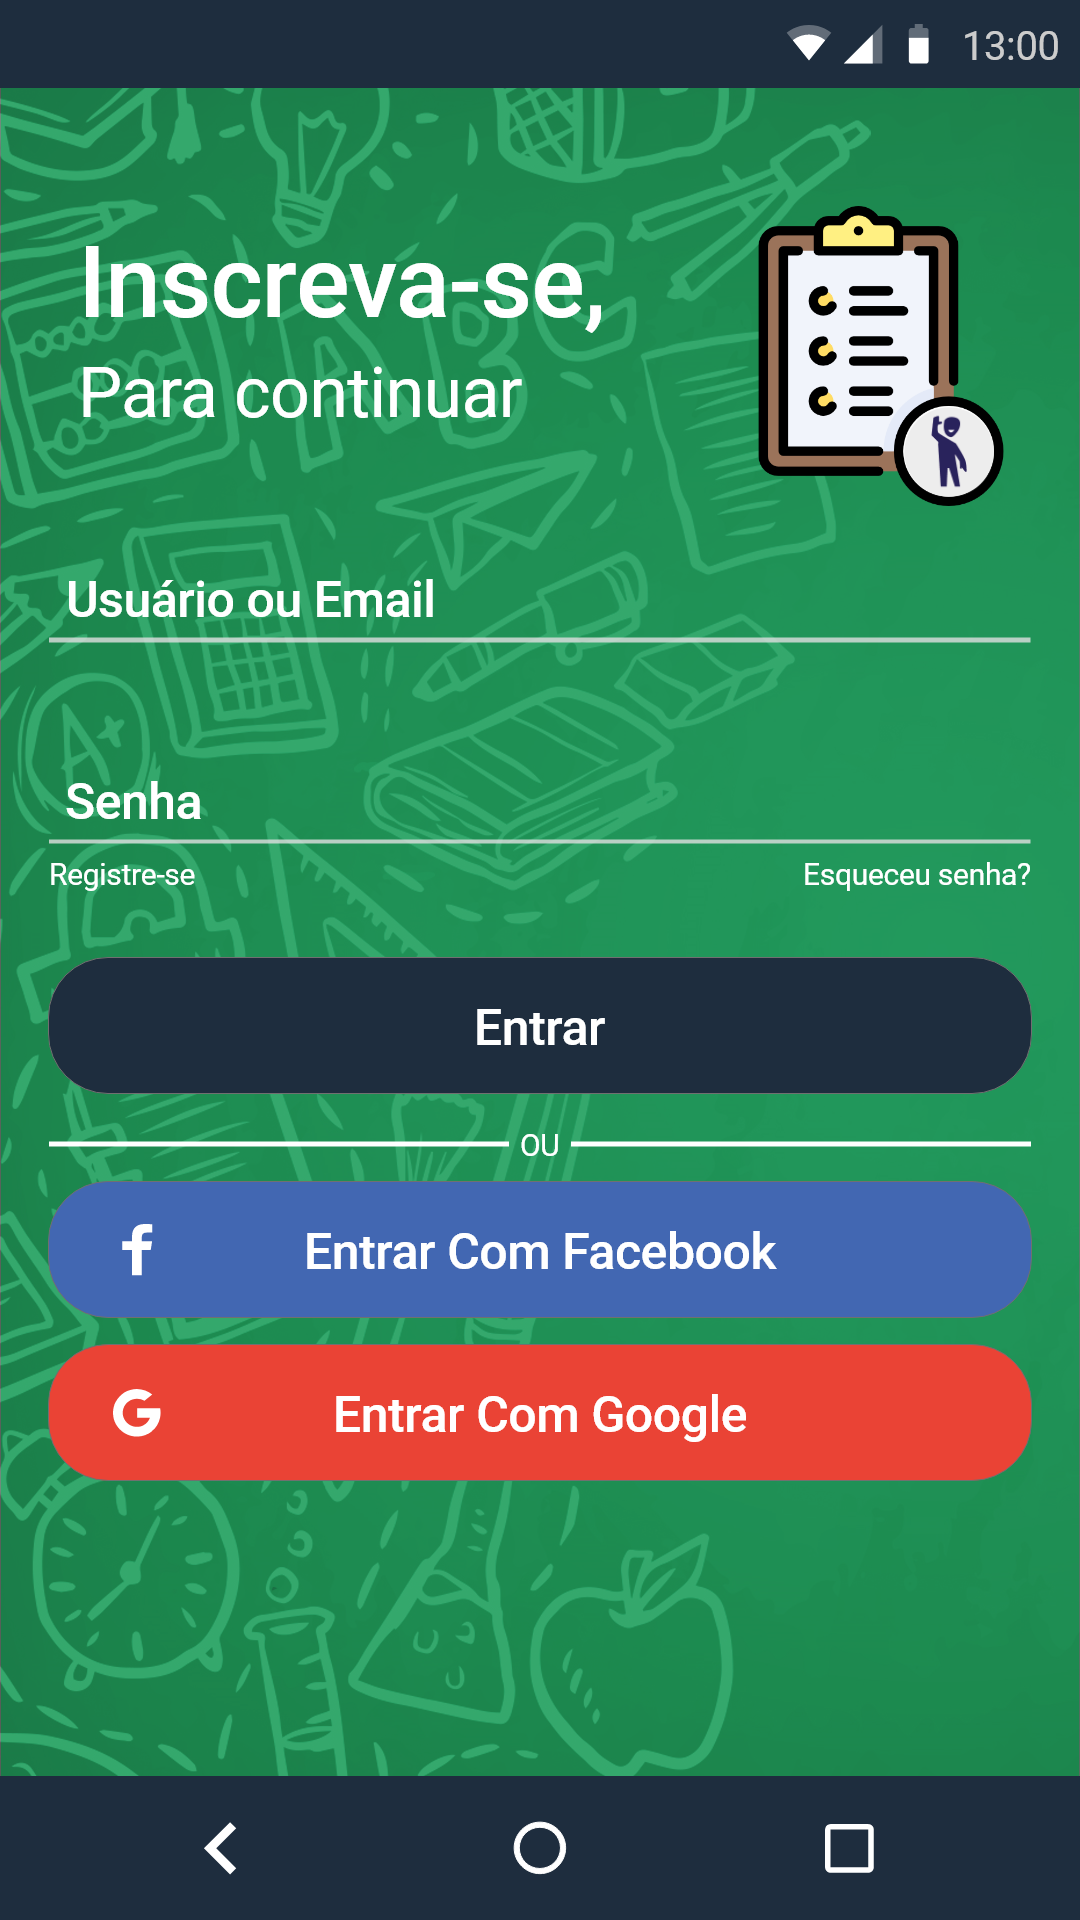 13:00
Inscreva-se,
Para continuar
Usuário ou Email
Senha
Registre-se
Esqueceu senha?
Entrar
OU
Entrar Com Facebook
Entrar Com Google